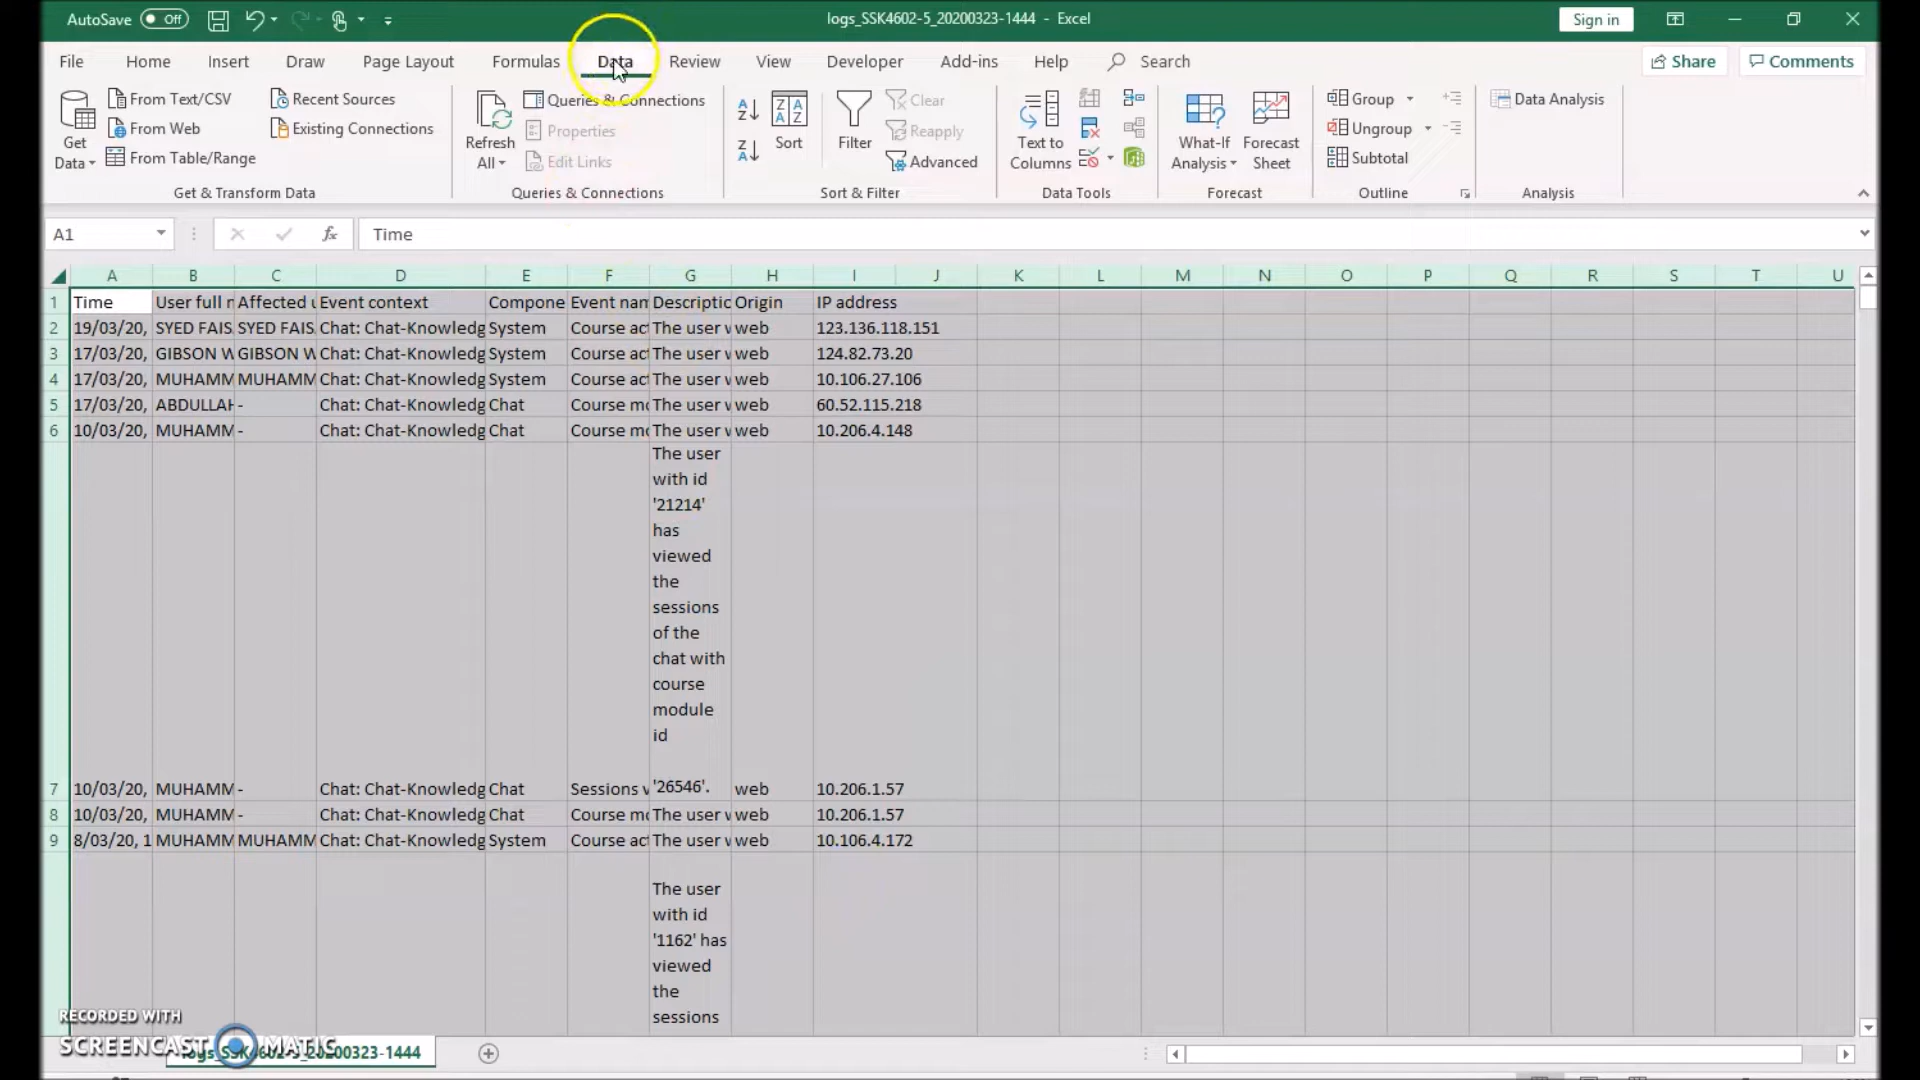 AutoSave Off logs_SSK4602-5_20200323-1444 - Excel Sign in
File Home Insert Draw Page Layout Formulas Data Review View Developer Add-ins Help Search Share Comments
Get Data
From Text/CSV
From Web
From Table/Range
Recent Sources
Existing Connections
Get & Transform Data
Refresh All
Queries & Connections
Properties
Edit Links
Queries & Connections
Sort
Filter
Clear
Reapply
Advanced
Sort & Filter
Text to Columns
Data Tools
What-If Analysis
Forecast Sheet
Forecast
Group
Ungroup
Subtotal
Outline
Data Analysis
Analysis
A1 fx Time
A B C D E F G H I J K L M N O P Q R S T U
1 Time User full n Affected u Event context Compone Event nam Descriptic Origin IP address
2 19/03/20, SYED FAIS SYED FAIS Chat: Chat-Knowledg System Course act The user w web 123.136.118.151
3 17/03/20, GIBSON W GIBSON W Chat: Chat-Knowledg System Course act The user w web 124.82.73.20
4 17/03/20, MUHAMM MUHAMM Chat: Chat-Knowledg System Course act The user w web 10.106.27.106
5 17/03/20, ABDULLAH - Chat: Chat-Knowledg Chat Course mo The user w web 60.52.115.218
6 10/03/20, MUHAMM - Chat: Chat-Knowledg Chat Course mo The user w web 10.206.4.148
The user
with id
'21214'
has
viewed
the
sessions
of the
chat with
course
module
id
7 10/03/20, MUHAMM - Chat: Chat-Knowledg Chat Sessions v '26546'. web 10.206.1.57
8 10/03/20, MUHAMM - Chat: Chat-Knowledg Chat Course mo The user w web 10.206.1.57
9 8/03/20, 1 MUHAMM MUHAMM Chat: Chat-Knowledg System Course act The user w web 10.106.4.172
The user
with id
'1162' has
viewed
the
sessions
RECORDED WITH
SCREENCAST MATIC
logs_SSK4602-5_20200323-1444